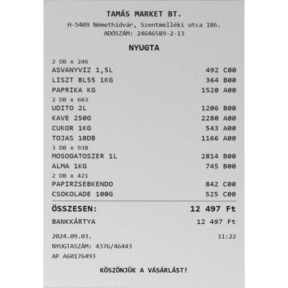 TAMÁS MARKET BT.
H-5409 Némethidvár, Szentmelléki utca 186.
ADÓSZÁM: 24646589-2-13
NYUGTA
2 DB x 246
ASVANYVIZ 1,5L 492 C00
LISZT BL55 1KG 364 B00
PAPRIKA KG 1520 A00
2 DB x 603
UDITO 2L 1206 B00
KAVE 250G 2280 A00
CUKOR 1KG 543 A00
TOJAS 10DB 1166 A00
3 DB x 938
MOSOGATOSZER 1L 2814 B00
ALMA 1KG 745 B00
2 DB x 421
PAPIRZSEBKENDO 842 C00
CSOKOLADE 100G 525 C00
ÖSSZESEN: 12 497 Ft
BANKKÁRTYA 12 497 Ft
2024.09.03. 11:22
NYUGTASZÁM: 4376/46443
AP A60176493
KÖSZÖNJÜK A VÁSÁRLÁST!